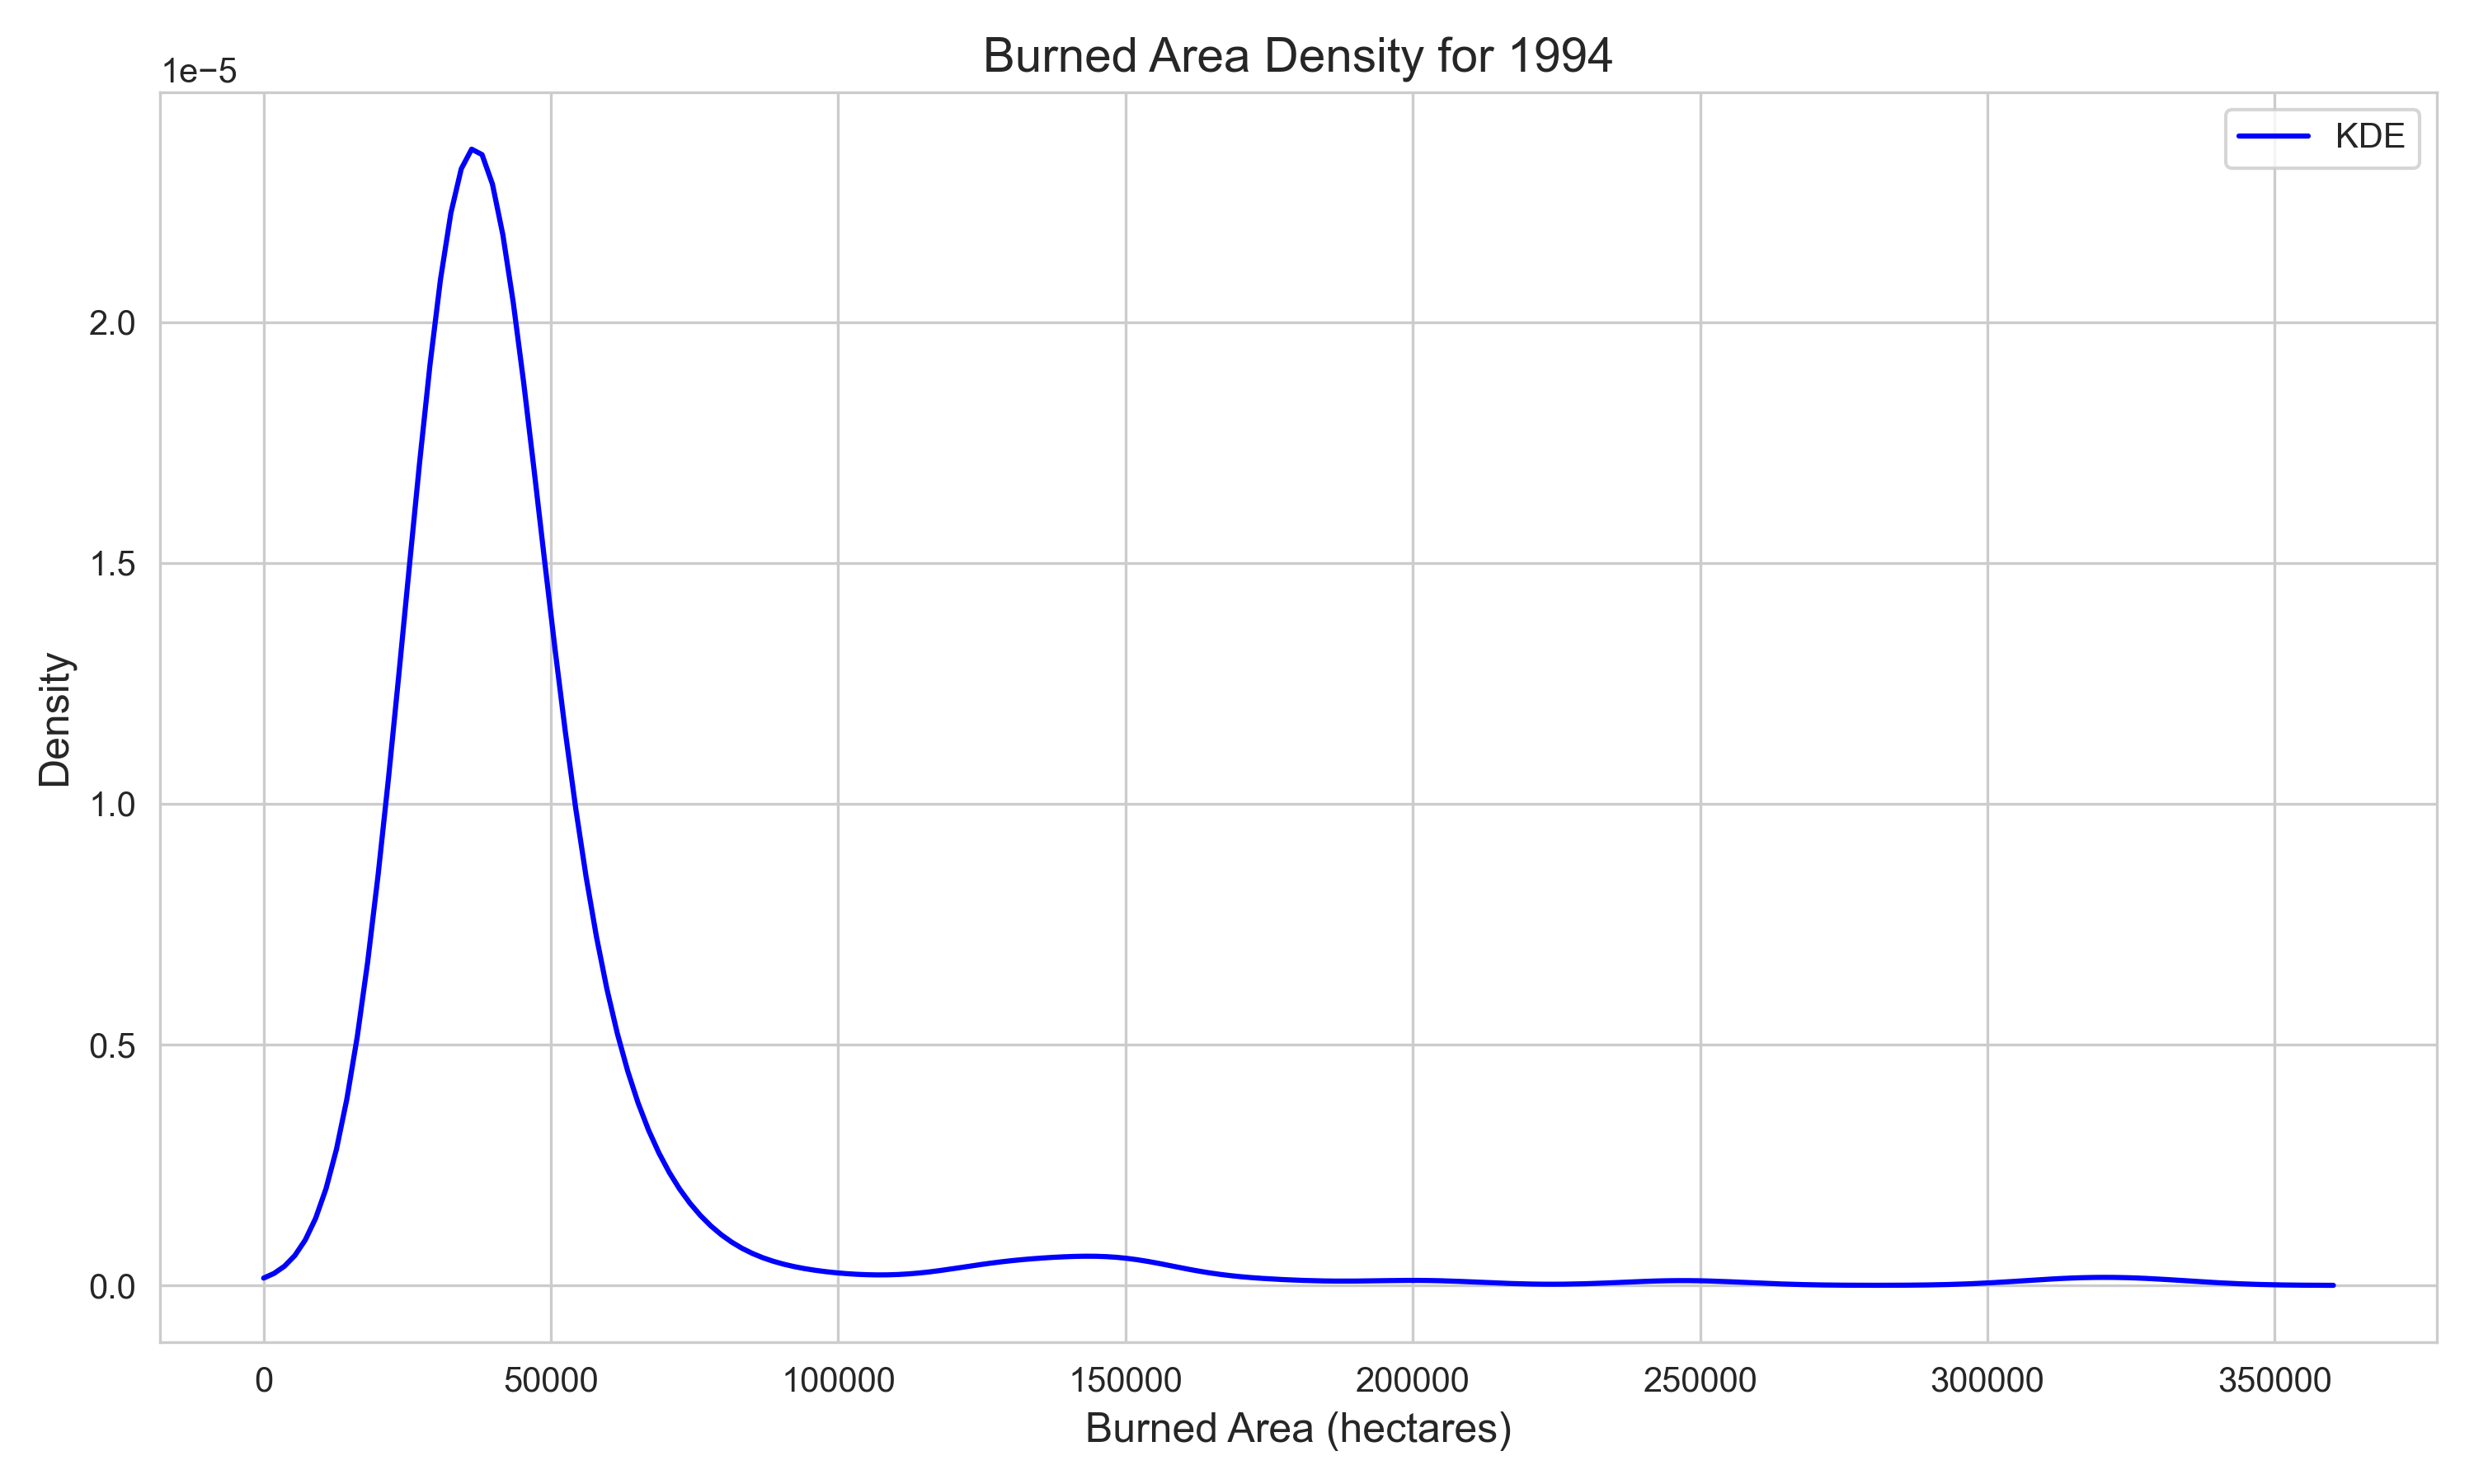 Burned Area Density for 1994
1e−5
KDE
2.0
1.5
1.0
0.5
0.0
Density
0 50000 100000 150000 200000 250000 300000 350000
Burned Area (hectares)